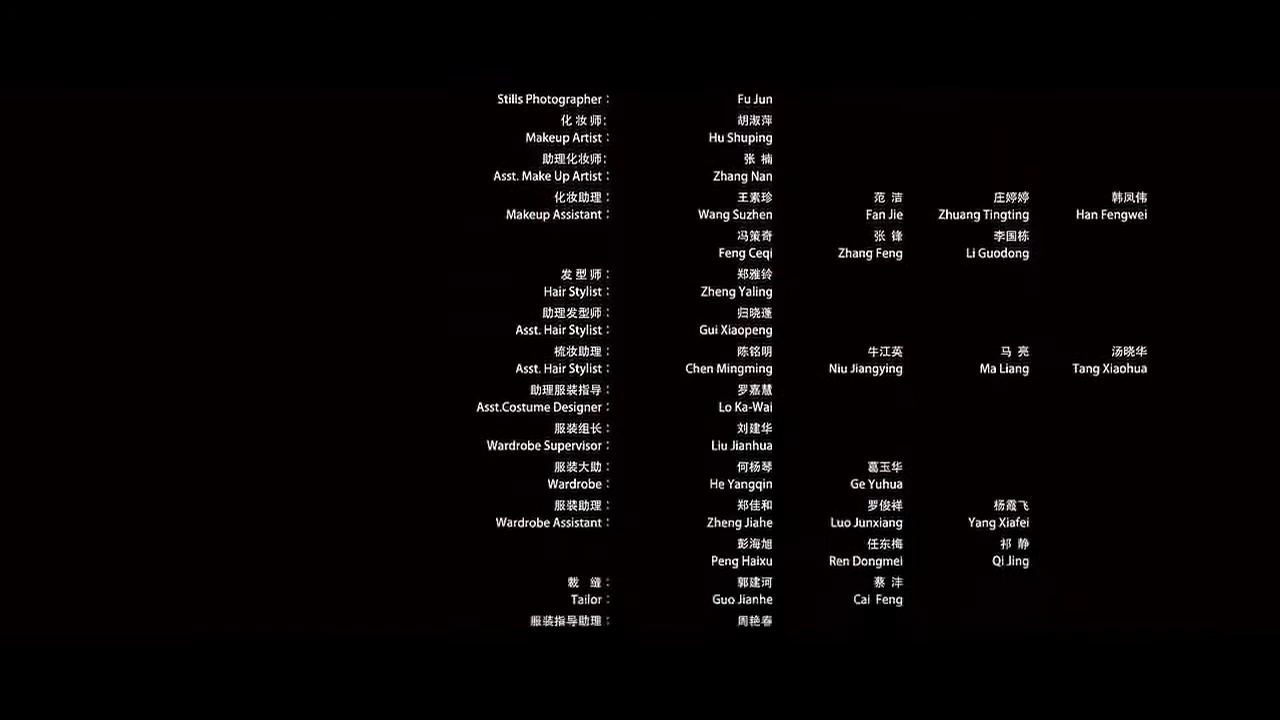 Stills Photographer： Fu Jun
化 妆 师： 胡淑萍
Makeup Artist： Hu Shuping
助理化妆师： 张 楠
Asst. Make Up Artist： Zhang Nan
化妆助理： 王素珍 范 洁 庄婷婷 韩凤伟
Makeup Assistant： Wang Suzhen Fan Jie Zhuang Tingting Han Fengwei
冯策奇 张 锋 李国栋
Feng Ceqi Zhang Feng Li Guodong
发 型 师： 郑雅铃
Hair Stylist： Zheng Yaling
助理发型师： 归晓蓬
Asst. Hair Stylist： Gui Xiaopeng
梳妆助理： 陈铭明 牛江英 马 亮 汤晓华
Asst. Hair Stylist： Chen Mingming Niu Jiangying Ma Liang Tang Xiaohua
助理服装指导： 罗嘉慧
Asst.Costume Designer： Lo Ka-Wai
服装组长： 刘建华
Wardrobe Supervisor： Liu Jianhua
服装大助： 何杨琴 葛玉华
Wardrobe： He Yangqin Ge Yuhua
服装助理： 郑佳和 罗俊祥 杨霞飞
Wardrobe Assistant： Zheng Jiahe Luo Junxiang Yang Xiafei
彭海旭 任东梅 祁 静
Peng Haixu Ren Dongmei Qi Jing
裁 缝： 郭建河 蔡 沣
Tailor： Guo Jianhe Cai Feng
服装指导助理： 周艳春